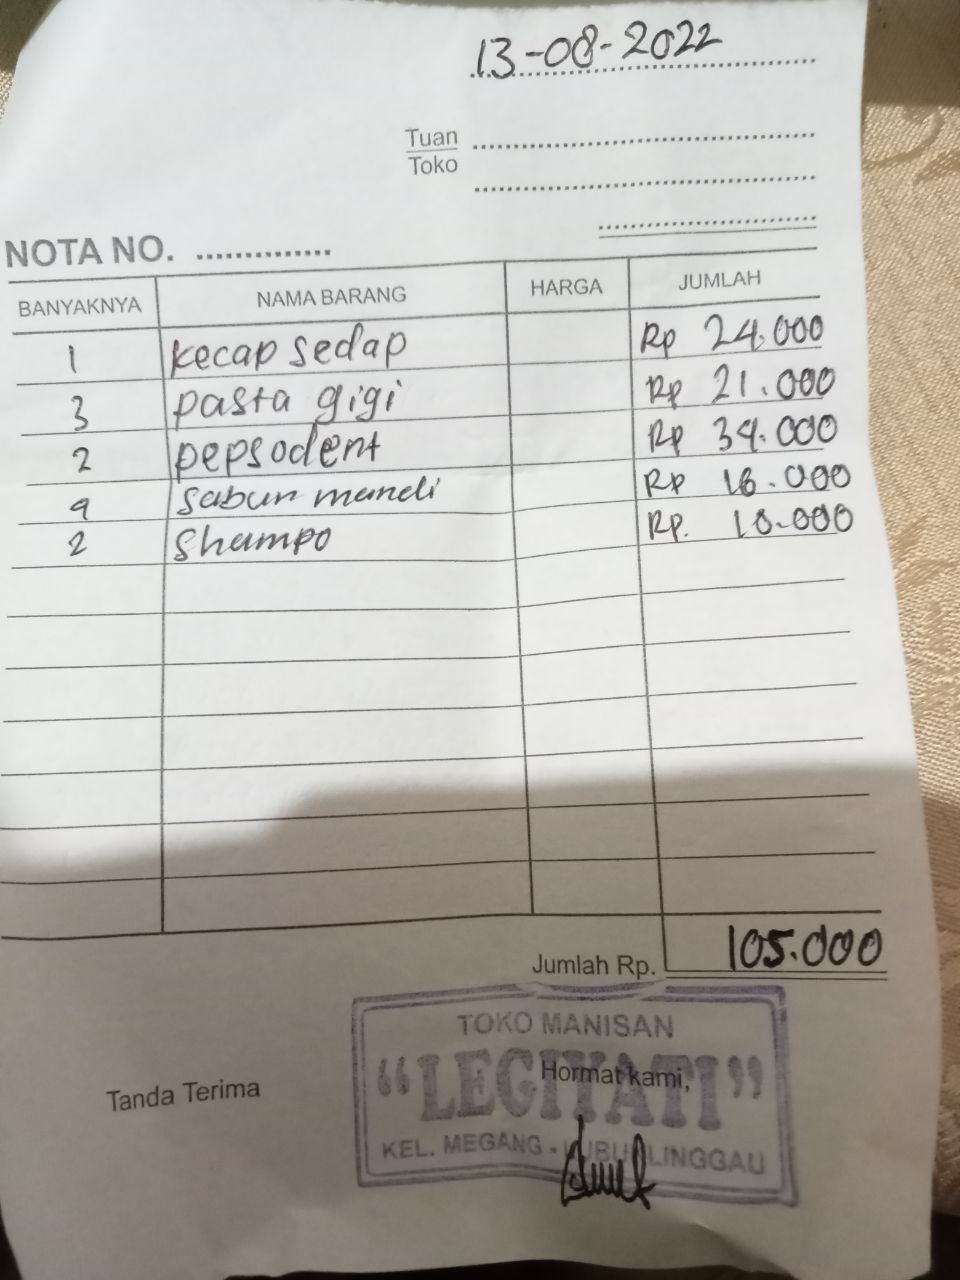 13-08-2022
Tuan
Toko
NOTA NO.
BANYAKNYA NAMA BARANG HARGA JUMLAH
1 kecap sedap Rp 24.000
3 pasta gigi Rp 21.000
2 pepsodent Rp 34.000
4 sabun mandi Rp 16.000
2 shampo Rp. 10.000
Jumlah Rp. 105.000
TOKO MANISAN
"LEGIYATI"
KEL. MEGANG - LUBUKLINGGAU
Tanda Terima
Hormat kami,